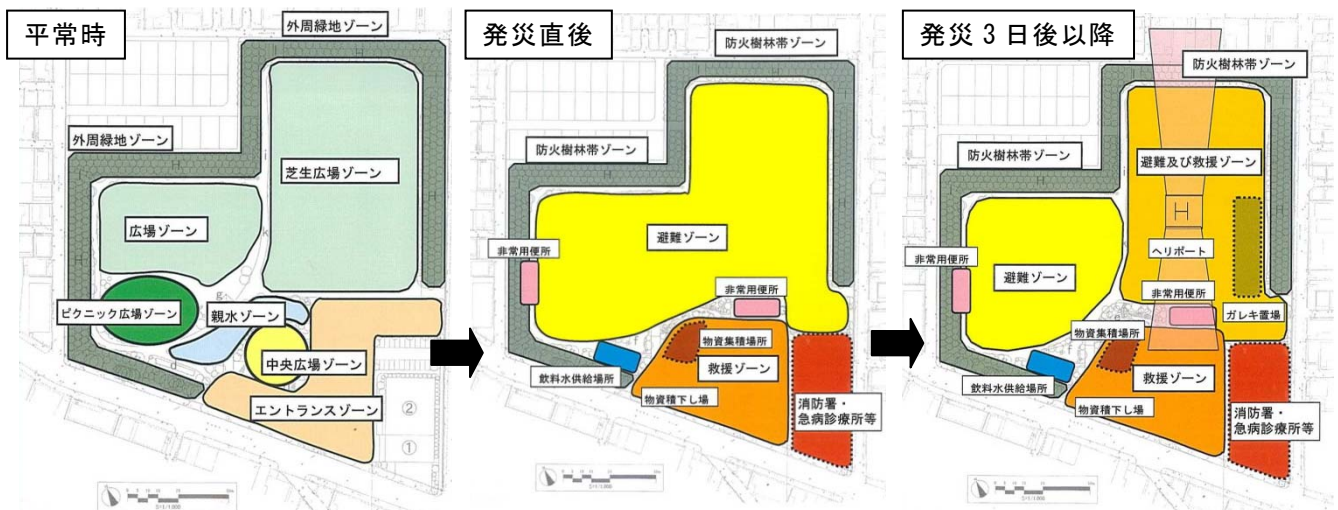 平常時
外周緑地ゾーン
外周緑地ゾーン
芝生広場ゾーン
広場ゾーン
ピクニック広場ゾーン
親水ゾーン
中央広場ゾーン
エントランスゾーン
②
①
発災直後
防火樹林帯ゾーン
防火樹林帯ゾーン
避難ゾーン
非常用便所
非常用便所
物資集積場所
救援ゾーン
飲料水供給場所
物資積下し場
消防署・
急病診療所等
発災3日後以降
防火樹林帯ゾーン
防火樹林帯ゾーン
避難及び救援ゾーン
H
ヘリポート
非常用便所
避難ゾーン
非常用便所
ガレキ置場
物資集積場所
救援ゾーン
飲料水供給場所
物資積下し場
消防署・
急病診療所等